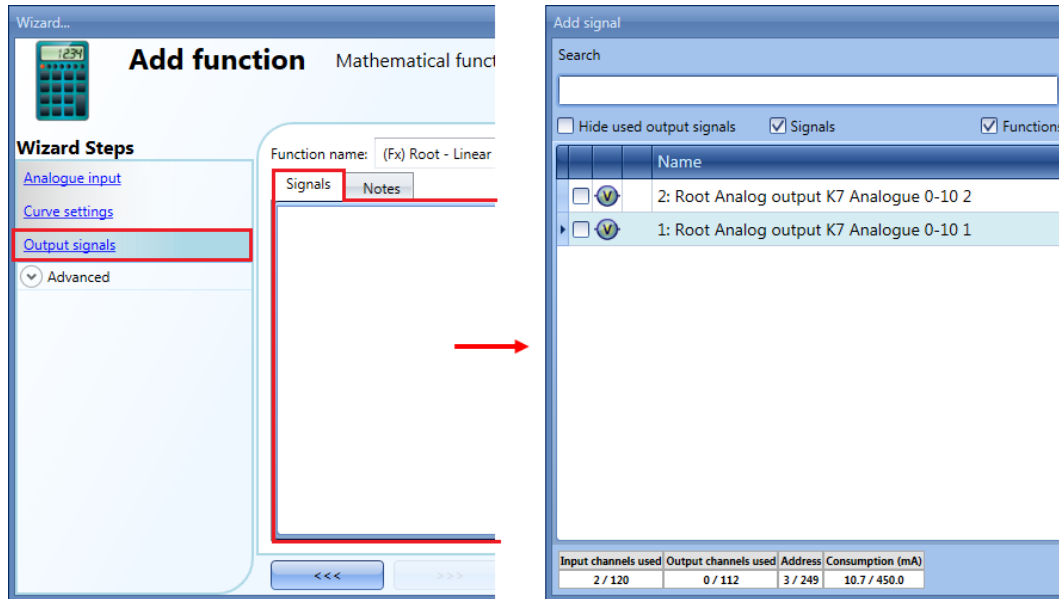 Wizard...
1234
Add function Mathematical funct
Wizard Steps
Analogue input
Curve settings
Output signals
Advanced
Function name: (Fx) Root - Linear
Signals Notes
<<< >>>
Add signal
Search
Hide used output signals Signals Functions
Name
V 2: Root Analog output K7 Analogue 0-10 2
V 1: Root Analog output K7 Analogue 0-10 1
Input channels used Output channels used Address Consumption (mA)
2 / 120 0 / 112 3 / 249 10.7 / 450.0